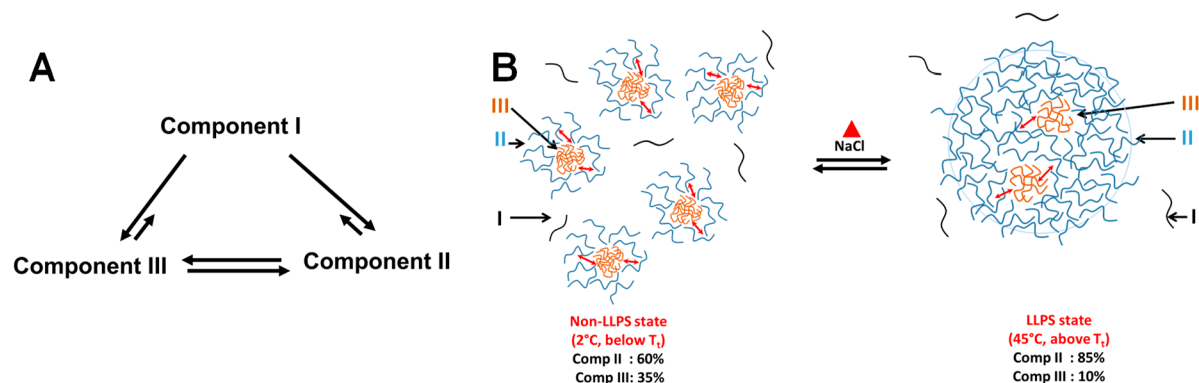 A
Component I
Component III
Component II
B
III
II
I
NaCl
III
II
I
Non-LLPS state
(2°C, below Tt)
Comp II : 60%
Comp III: 35%
LLPS state
(45°C, above Tt)
Comp II : 85%
Comp III : 10%